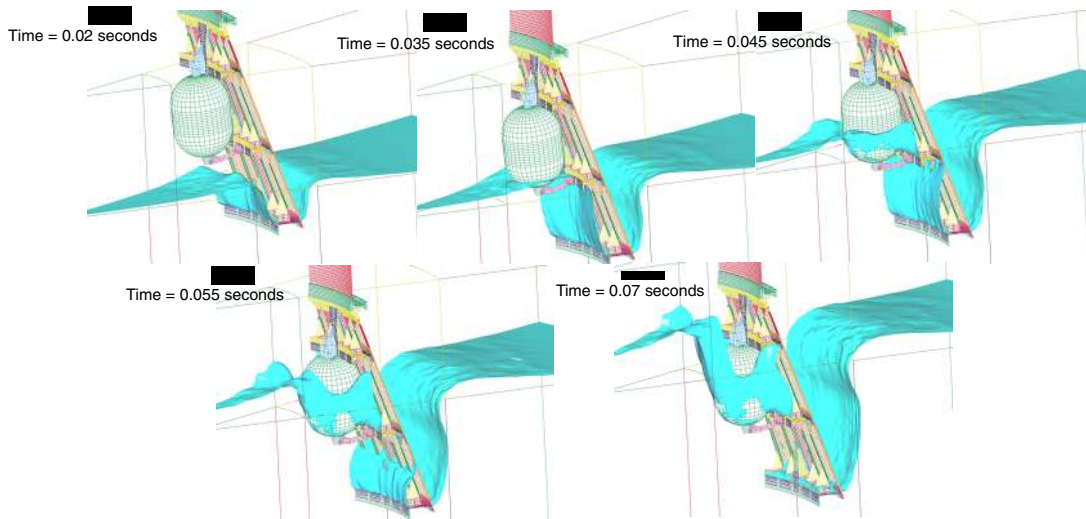 Time = 0.02 seconds
Time = 0.035 seconds
Time = 0.045 seconds
Time = 0.055 seconds
Time = 0.07 seconds